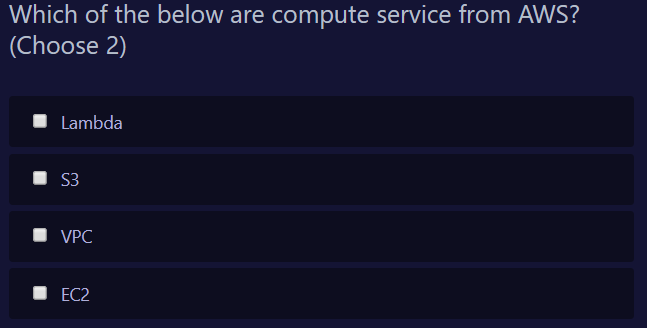 Which of the below are compute service from AWS?
(Choose 2)
Lambda
S3
VPC
EC2